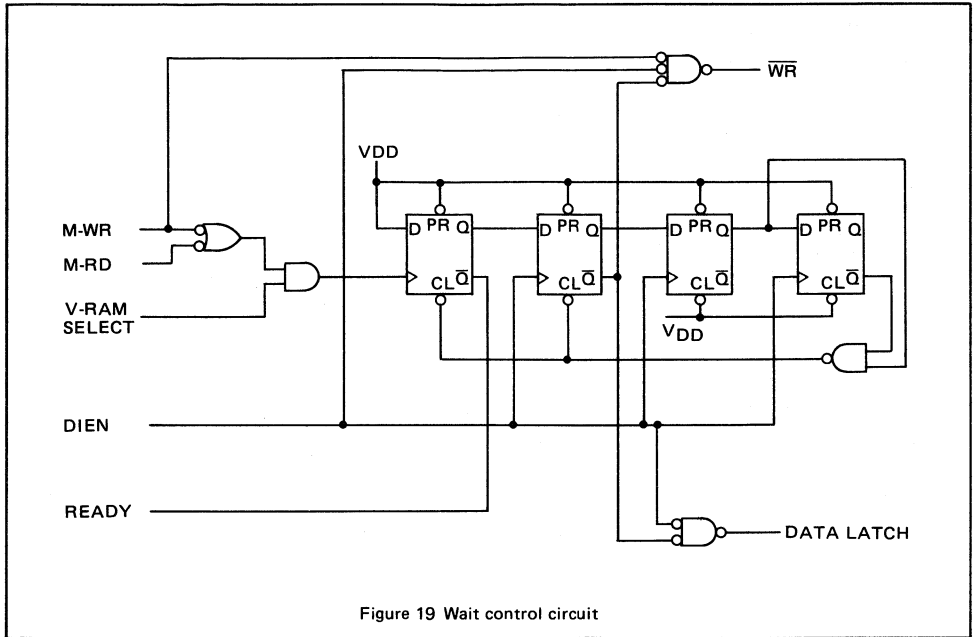 WR
VDD
D PR Q
D PR Q
D PR Q
D PR Q
CL Q
CL Q
CL Q
CL Q
M-WR
M-RD
V-RAM
SELECT
VDD
DIEN
READY
DATA LATCH
Figure 19 Wait control circuit